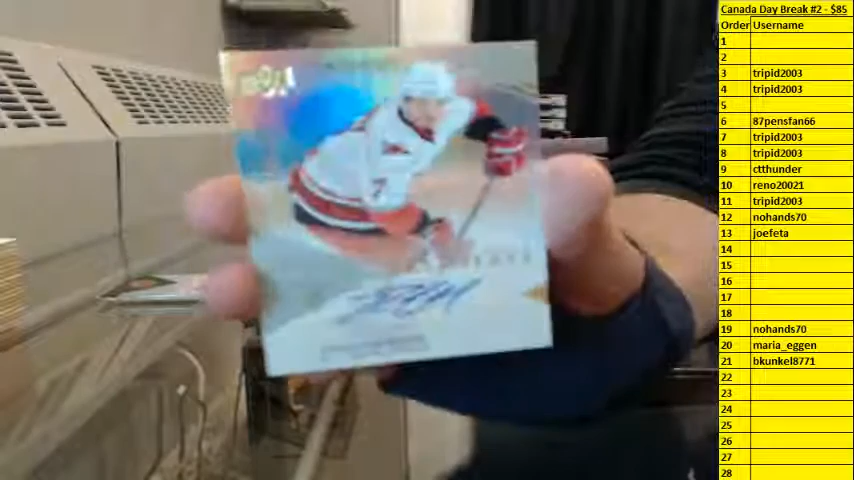 Canada Day Break #2 - $85
Order Username
1
2
3 tripid2003
4 tripid2003
5
6 87pensfan66
7 tripid2003
8 tripid2003
9 ctthunder
10 reno20021
11 tripid2003
12 nohands70
13 joefeta
14
15
16
17
18
19 nohands70
20 maria_eggen
21 bkunkel8771
22
23
24
25
26
27
28
7